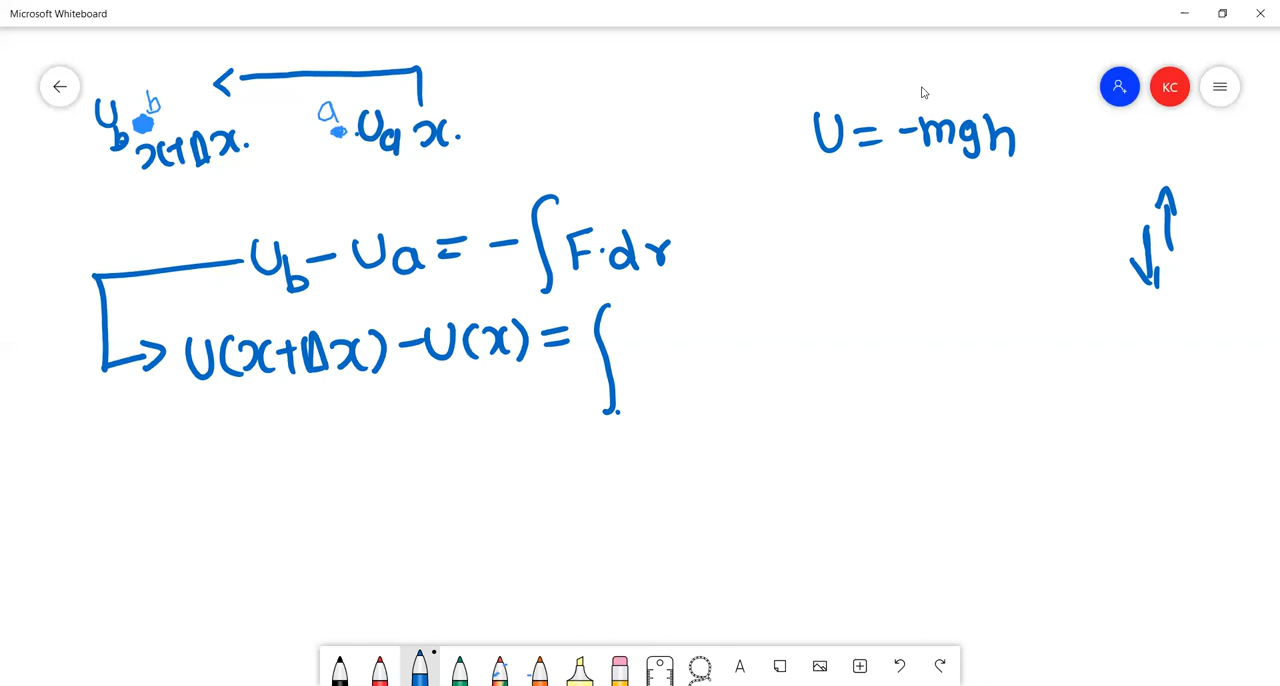 Microsoft Whiteboard
KC
b
U_b x+Δx.
a
.U_a x.
U = -mgh
U_b - U_a = - ∫ F·dr
U(x+Δx) - U(x) = ∫
A